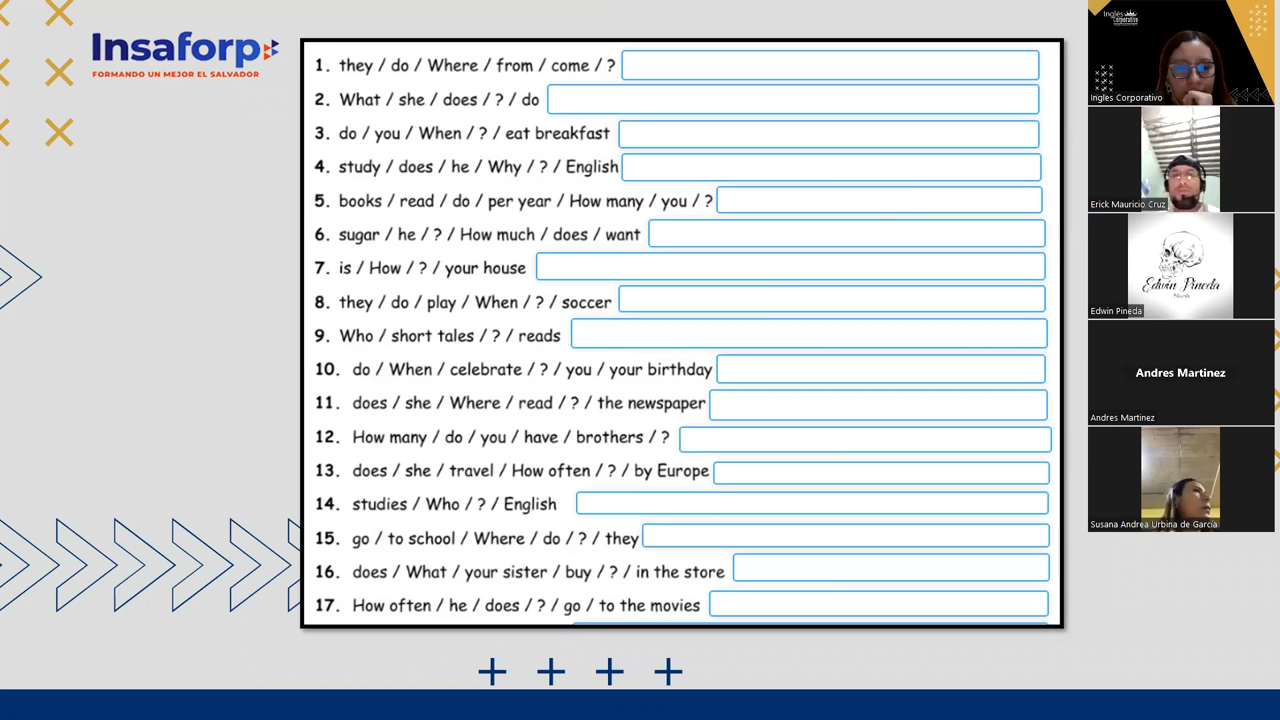 Insaforp
FORMANDO UN MEJOR EL SALVADOR
1. they / do / Where / from / come / ?
2. What / she / does / ? / do
3. do / you / When / ? / eat breakfast
4. study / does / he / Why / ? / English
5. books / read / do / per year / How many / you / ?
6. sugar / he / ? / How much / does / want
7. is / How / ? / your house
8. they / do / play / When / ? / soccer
9. Who / short tales / ? / reads
10. do / When / celebrate / ? / you / your birthday
11. does / she / Where / read / ? / the newspaper
12. How many / do / you / have / brothers / ?
13. does / she / travel / How often / ? / by Europe
14. studies / Who / ? / English
15. go / to school / Where / do / ? / they
16. does / What / your sister / buy / ? / in the store
17. How often / he / does / ? / go / to the movies
Inglés
Corporativo
Ingles Corporativo
Erick Mauricio Cruz
Edwin Pineda
Edwin Pineda
Andres Martinez
Andres Martinez
Susana Andrea Urbina de García